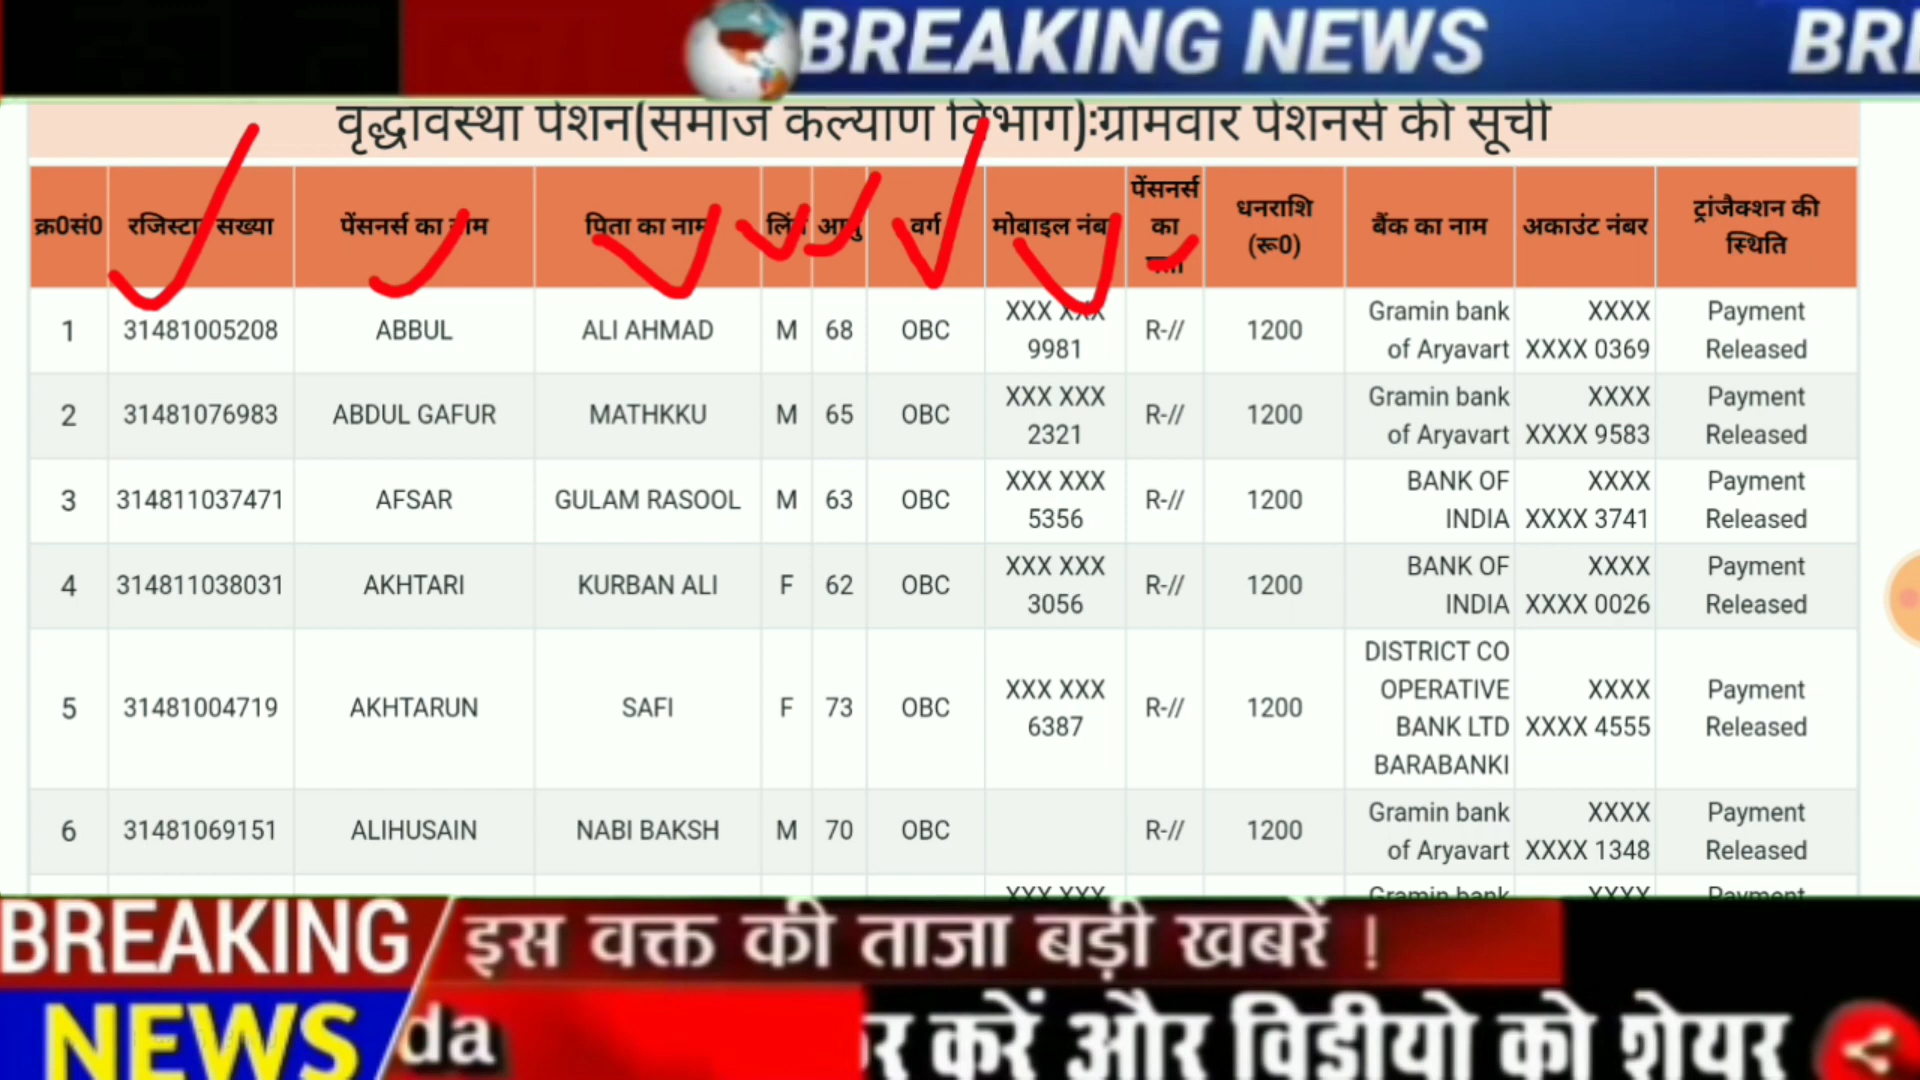 BREAKING NEWS BRE
वृद्धावस्था पेंशन(समाज कल्याण विभाग):ग्रामवार पेंशनर्स की सूची
क्र0सं0 रजिस्टा सख्या पेंसनर्स का नाम पिता का नाम लिंग आयु वर्ग मोबाइल नंबर पेंसनर्स का पता धनराशि (रू0) बैंक का नाम अकाउंट नंबर ट्रांजैक्शन की स्थिति
1 31481005208 ABBUL ALI AHMAD M 68 OBC XXX XXX 9981 R-// 1200 Gramin bank of Aryavart XXXX XXXX 0369 Payment Released
2 31481076983 ABDUL GAFUR MATHKKU M 65 OBC XXX XXX 2321 R-// 1200 Gramin bank of Aryavart XXXX XXXX 9583 Payment Released
3 314811037471 AFSAR GULAM RASOOL M 63 OBC XXX XXX 5356 R-// 1200 BANK OF INDIA XXXX XXXX 3741 Payment Released
4 314811038031 AKHTARI KURBAN ALI F 62 OBC XXX XXX 3056 R-// 1200 BANK OF INDIA XXXX XXXX 0026 Payment Released
5 31481004719 AKHTARUN SAFI F 73 OBC XXX XXX 6387 R-// 1200 DISTRICT CO OPERATIVE BANK LTD BARABANKI XXXX XXXX 4555 Payment Released
6 31481069151 ALIHUSAIN NABI BAKSH M 70 OBC R-// 1200 Gramin bank of Aryavart XXXX XXXX 1348 Payment Released
XXX XXX Gramin bank XXXX Payment
BREAKING इस वक्त की ताजा बड़ी खबरें !
NEWS da र करें और विडीयो को शेयर